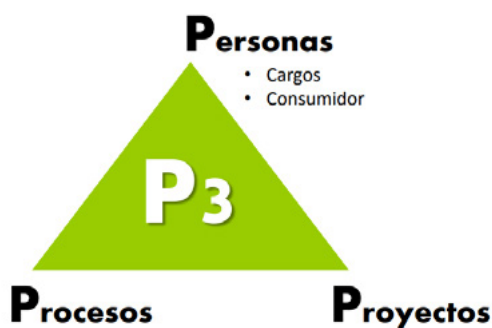 Personas
• Cargos
• Consumidor
P3
Procesos
Proyectos